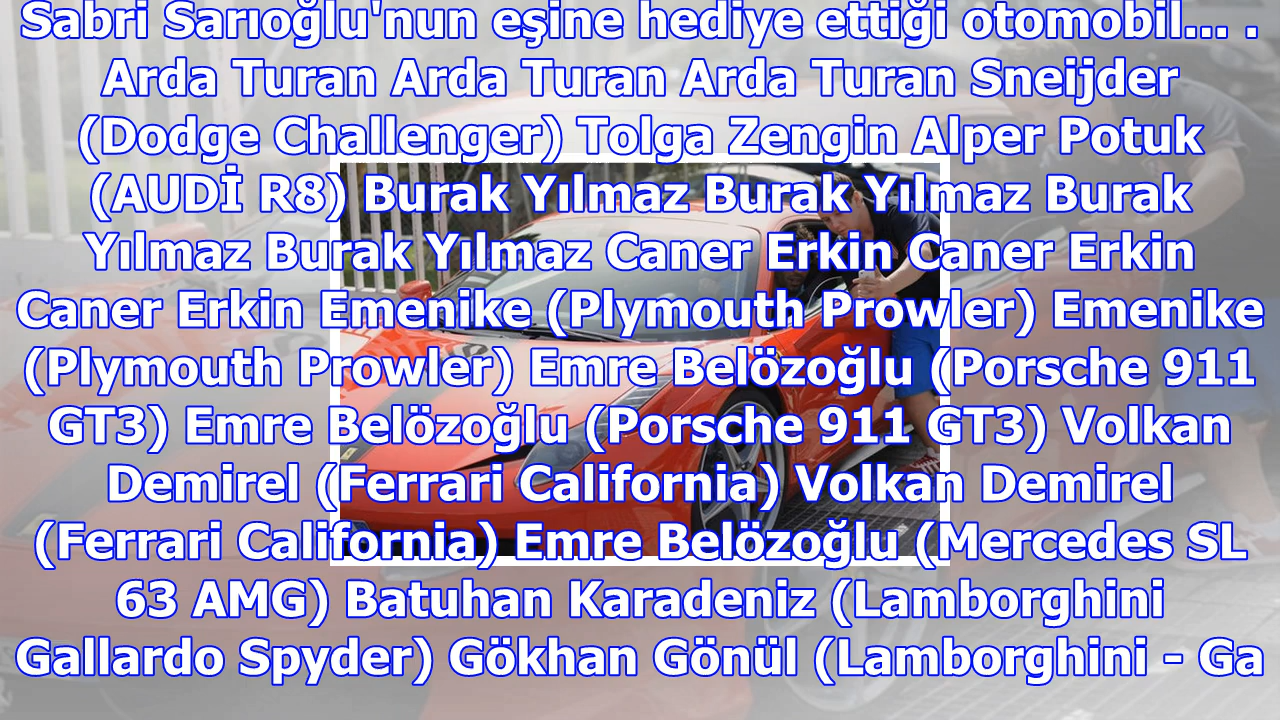 Sabri Sarıoğlu'nun eşine hediye ettiği otomobil... .
Arda Turan Arda Turan Arda Turan Sneijder
(Dodge Challenger) Tolga Zengin Alper Potuk
(AUDİ R8) Burak Yılmaz Burak Yılmaz Burak
Yılmaz Burak Yılmaz Caner Erkin Caner Erkin
Caner Erkin Emenike (Plymouth Prowler) Emenike
(Plymouth Prowler) Emre Belözoğlu (Porsche 911
GT3) Emre Belözoğlu (Porsche 911 GT3) Volkan
Demirel (Ferrari California) Volkan Demirel
(Ferrari California) Emre Belözoğlu (Mercedes SL
63 AMG) Batuhan Karadeniz (Lamborghini
Gallardo Spyder) Gökhan Gönül (Lamborghini - Ga